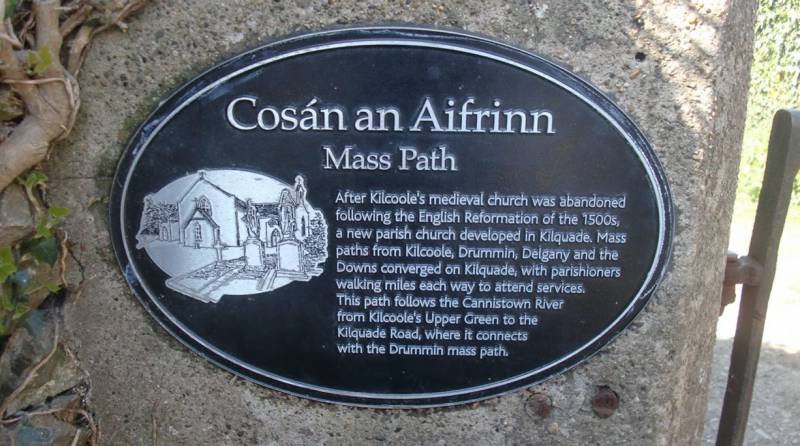 Cosán an Aifrinn
Mass Path
After Kilcoole's medieval church was abandoned
following the English Reformation of the 1500s,
a new parish church developed in Kilquade. Mass
paths from Kilcoole, Drummin, Delgany and the
Downs converged on Kilquade, with parishioners
walking miles each way to attend services.
This path follows the Cannistown River
from Kilcoole's Upper Green to the
Kilquade Road, where it connects
with the Drummin mass path.